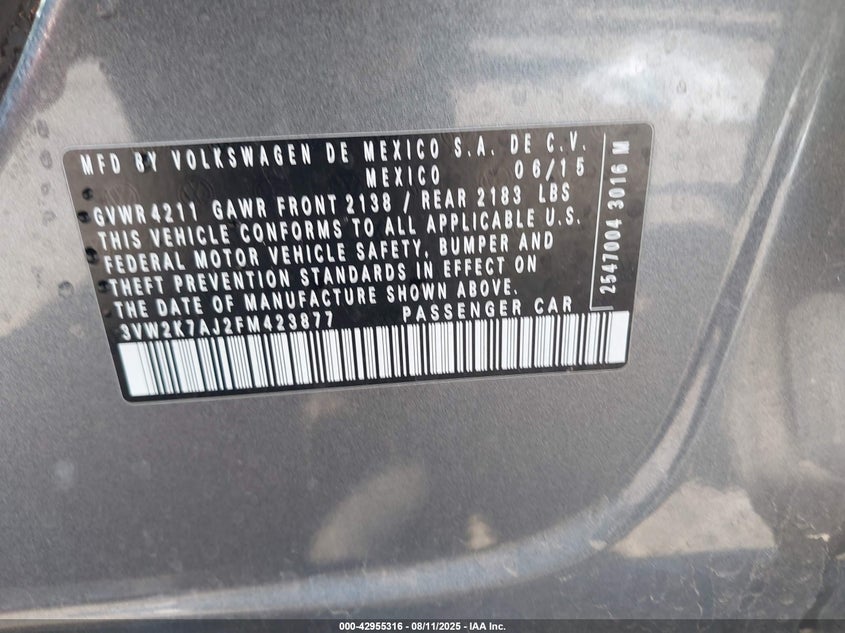 MFD BY VOLKSWAGEN DE MEXICO S.A. DE C.V.
MEXICO 06/15
GVWR 4211 GAWR FRONT 2138 / REAR 2183 LBS
THIS VEHICLE CONFORMS TO ALL APPLICABLE U.S.
FEDERAL MOTOR VEHICLE SAFETY, BUMPER AND
THEFT PREVENTION STANDARDS IN EFFECT ON
THE DATE OF MANUFACTURE SHOWN ABOVE.
3VW2K7AJ2FM423877 PASSENGER CAR
2547004 3016 M
000-42955316 - 08/11/2025 - IAA Inc.